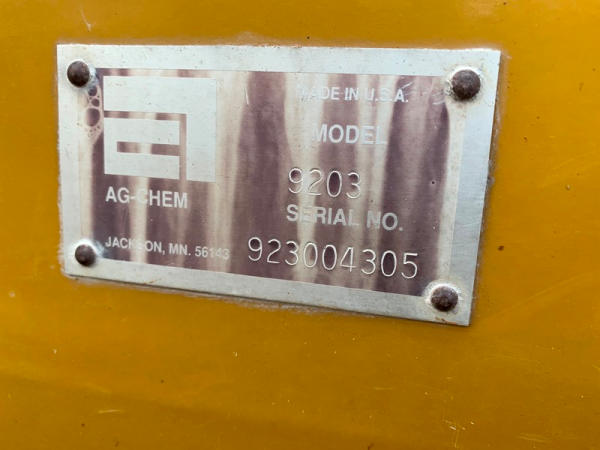 MADE IN U.S.A.
MODEL
9203
AG-CHEM
SERIAL NO.
JACKSON, MN. 56143
923004305